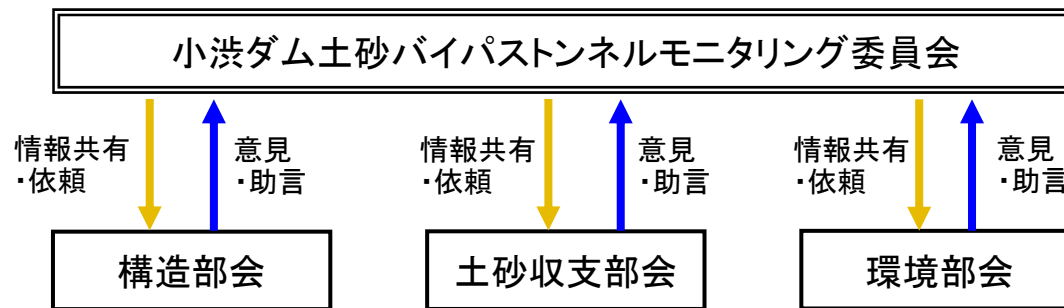 小渋ダム土砂バイパストンネルモニタリング委員会
情報共有
・依頼
意見
・助言
情報共有
・依頼
意見
・助言
情報共有
・依頼
意見
・助言
構造部会
土砂収支部会
環境部会